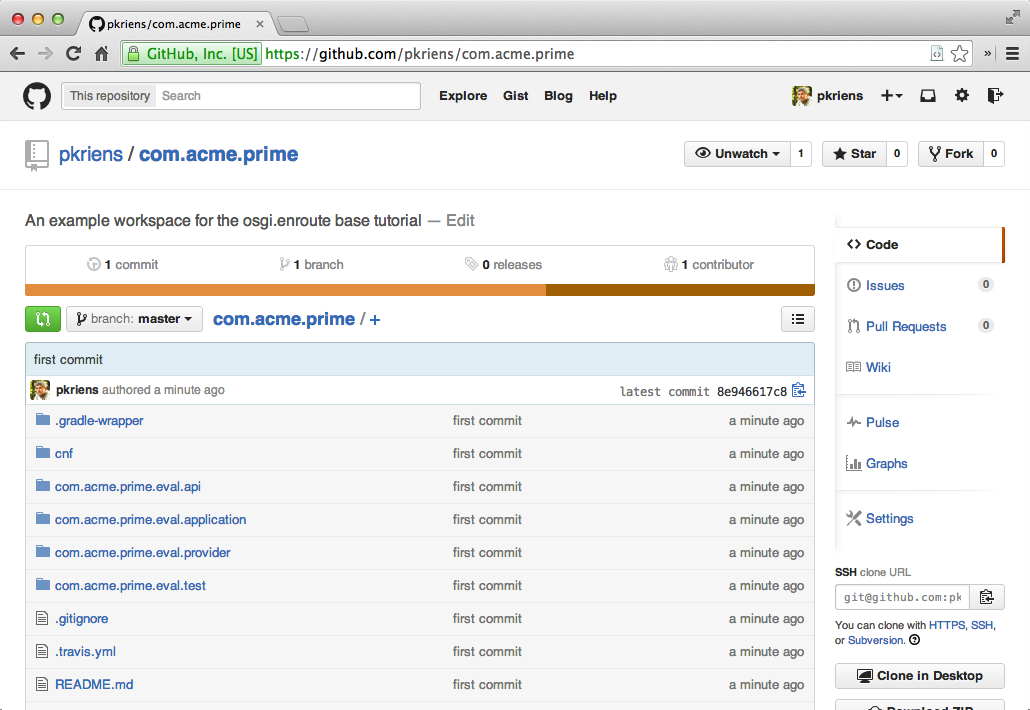 pkriens/com.acme.prime
GitHub, Inc. [US] https://github.com/pkriens/com.acme.prime
This repository Search Explore Gist Blog Help pkriens
pkriens / com.acme.prime Unwatch 1 Star 0 Fork 0
An example workspace for the osgi.enroute base tutorial — Edit
1 commit 1 branch 0 releases 1 contributor
branch: master com.acme.prime / +
first commit
pkriens authored a minute ago latest commit 8e946617c8
.gradle-wrapper first commit a minute ago
cnf first commit a minute ago
com.acme.prime.eval.api first commit a minute ago
com.acme.prime.eval.application first commit a minute ago
com.acme.prime.eval.provider first commit a minute ago
com.acme.prime.eval.test first commit a minute ago
.gitignore first commit a minute ago
.travis.yml first commit a minute ago
README.md first commit a minute ago
Code
Issues 0
Pull Requests 0
Wiki
Pulse
Graphs
Settings
SSH clone URL
git@github.com:pk
You can clone with HTTPS, SSH,
or Subversion.
Clone in Desktop
Download ZIP